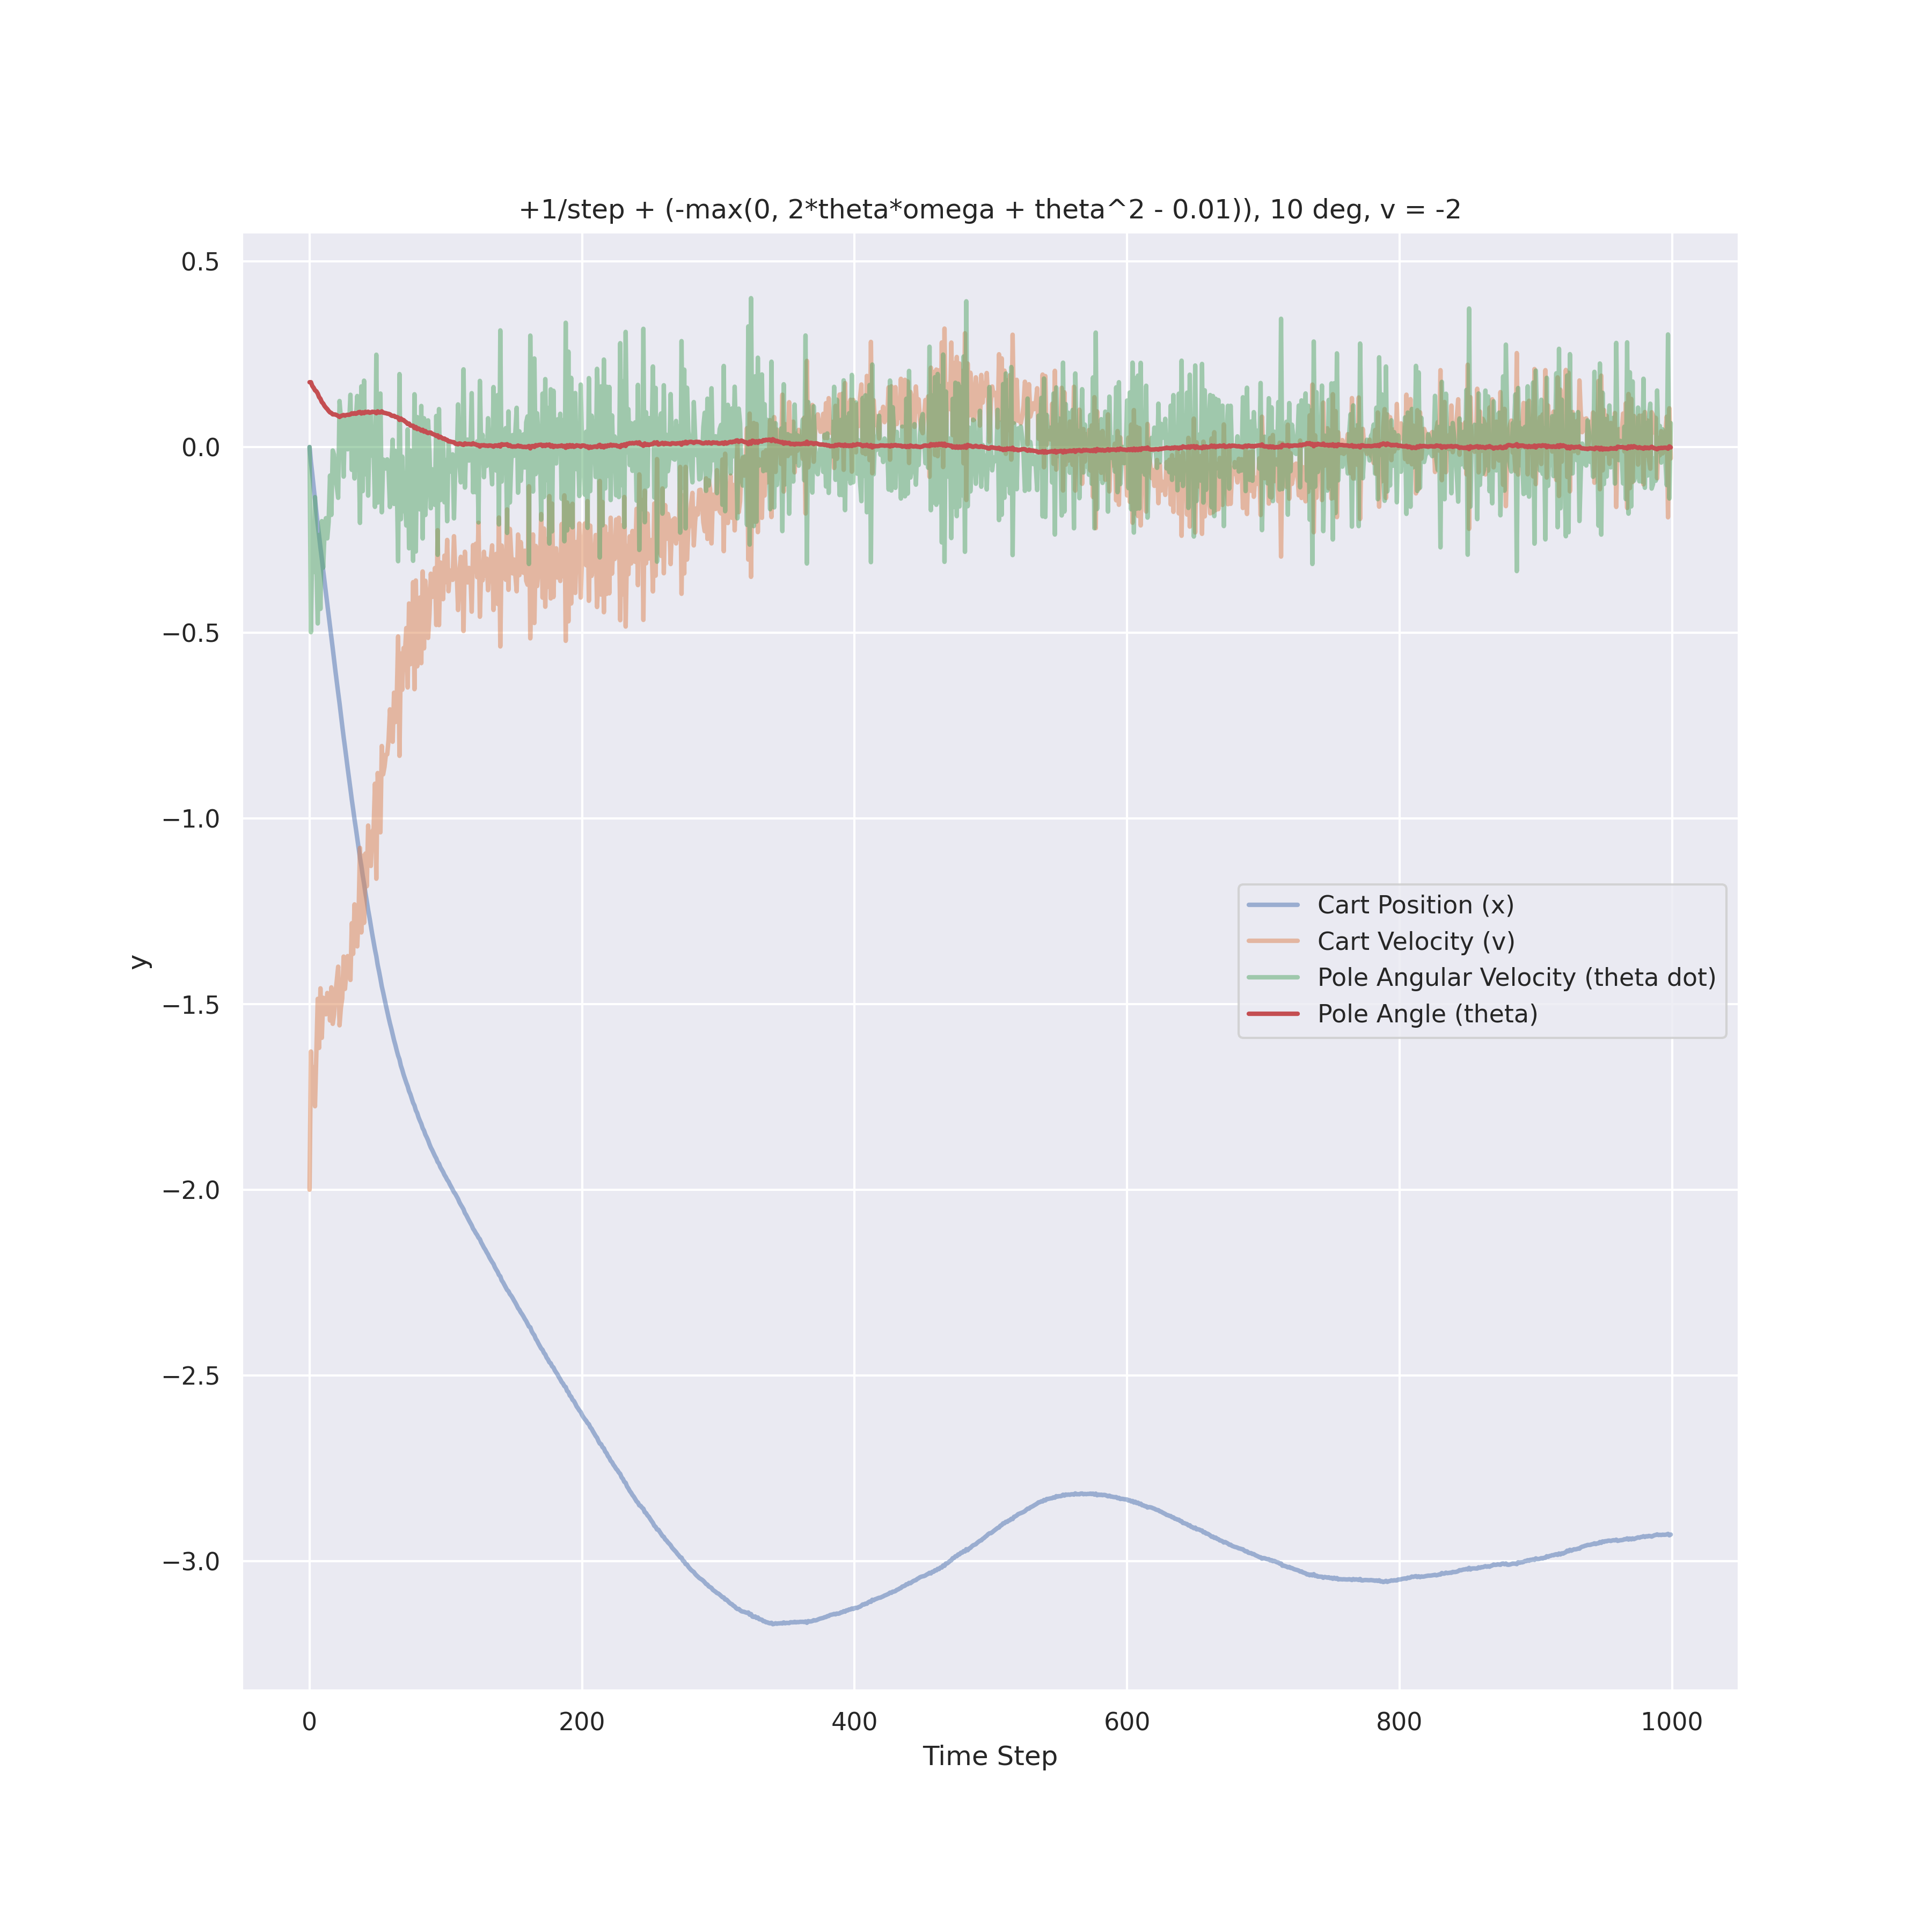 +1/step + (-max(0, 2*theta*omega + theta^2 - 0.01)), 10 deg, v = -2
0.5
0.0
−0.5
−1.0
−1.5
−2.0
−2.5
−3.0
y
Cart Position (x)
Cart Velocity (v)
Pole Angular Velocity (theta dot)
Pole Angle (theta)
0 200 400 600 800 1000
Time Step